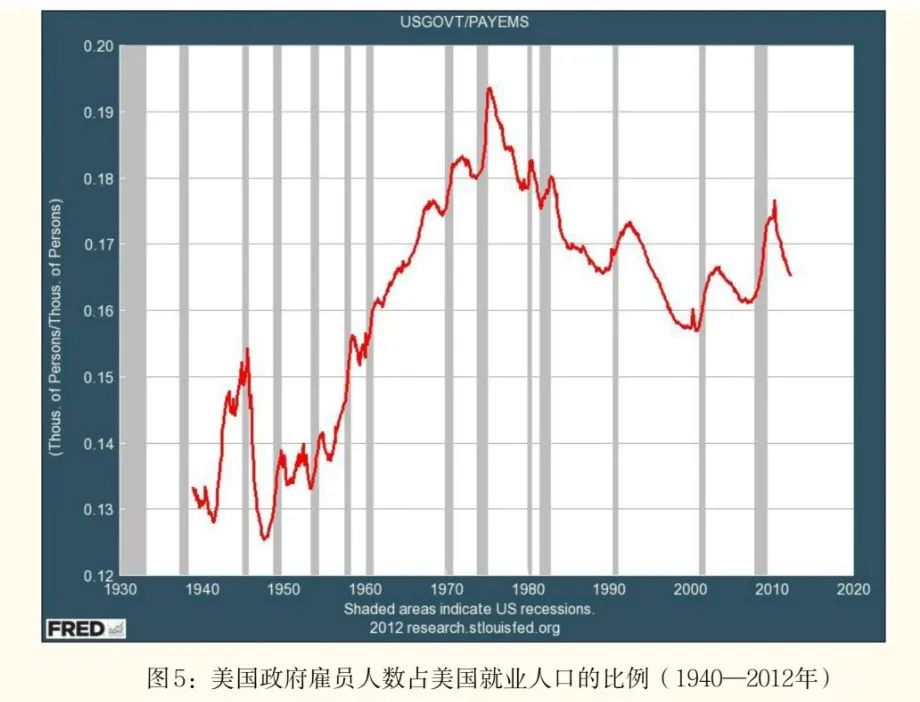 USGOVT/PAYEMS
(Thous. of Persons/Thous. of Persons)
0.20
0.19
0.18
0.17
0.16
0.15
0.14
0.13
0.12
1930 1940 1950 1960 1970 1980 1990 2000 2010 2020
Shaded areas indicate US recessions.
2012 research.stlouisfed.org
FRED
图5：美国政府雇员人数占美国就业人口的比例（1940—2012年）